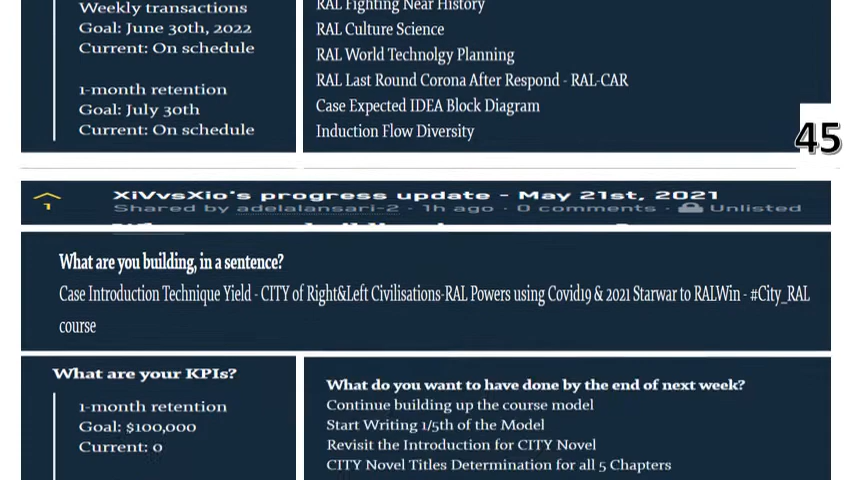 Weekly transactions
Goal: June 30th, 2022
Current: On schedule
1-month retention
Goal: July 30th
Current: On schedule
RAL Fighting Near History
RAL Culture Science
RAL World Technolgy Planning
RAL Last Round Corona After Respond - RAL-CAR
Case Expected IDEA Block Diagram
Induction Flow Diversity
45
1
XiVvsXio's progress update - May 21st, 2021
Shared by adelalansari-2 · 1h ago · 0 comments · Unlisted
What are you building, in a sentence?
Case Introduction Technique Yield - CITY of Right&Left Civilisations-RAL Powers using Covid19 & 2021 Starwar to RALWin - #City_RAL
course
What are your KPIs?
1-month retention
Goal: $100,000
Current: 0
What do you want to have done by the end of next week?
Continue building up the course model
Start Writing 1/5th of the Model
Revisit the Introduction for CITY Novel
CITY Novel Titles Determination for all 5 Chapters